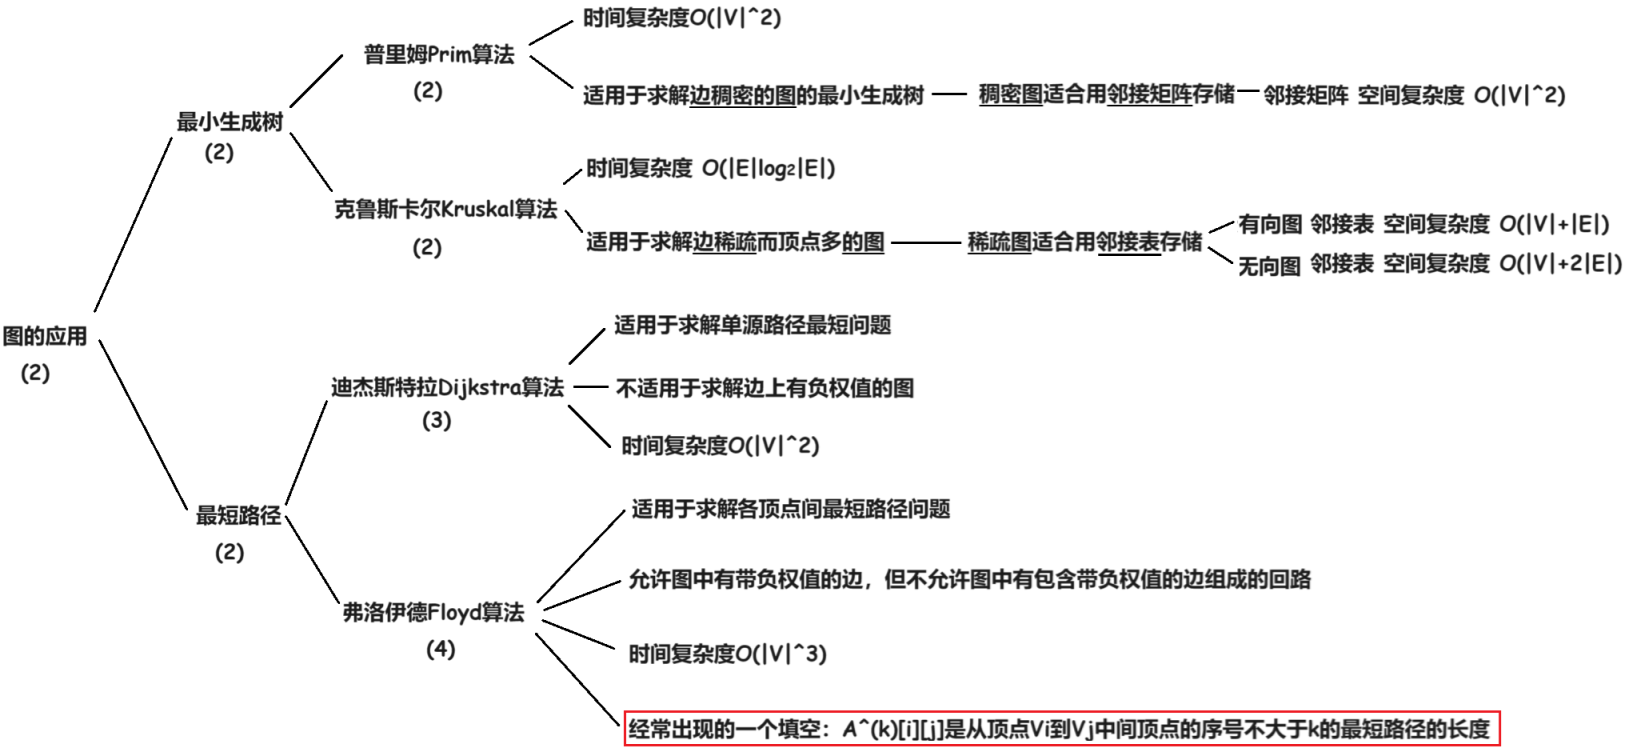 图的应用
(2)
最小生成树
(2)
普里姆Prim算法
(2)
时间复杂度O(|V|^2)
适用于求解边稠密的图的最小生成树
稠密图适合用邻接矩阵存储
邻接矩阵 空间复杂度 O(|V|^2)
克鲁斯卡尔Kruskal算法
(2)
时间复杂度 O(|E|log2|E|)
适用于求解边稀疏而顶点多的图
稀疏图适合用邻接表存储
有向图 邻接表 空间复杂度 O(|V|+|E|)
无向图 邻接表 空间复杂度 O(|V|+2|E|)
最短路径
(2)
迪杰斯特拉Dijkstra算法
(3)
适用于求解单源路径最短问题
不适用于求解边上有负权值的图
时间复杂度O(|V|^2)
弗洛伊德Floyd算法
(4)
适用于求解各顶点间最短路径问题
允许图中有带负权值的边，但不允许图中有包含带负权值的边组成的回路
时间复杂度O(|V|^3)
经常出现的一个填空：A^(k)[i][j]是从顶点Vi到Vj中间顶点的序号不大于k的最短路径的长度